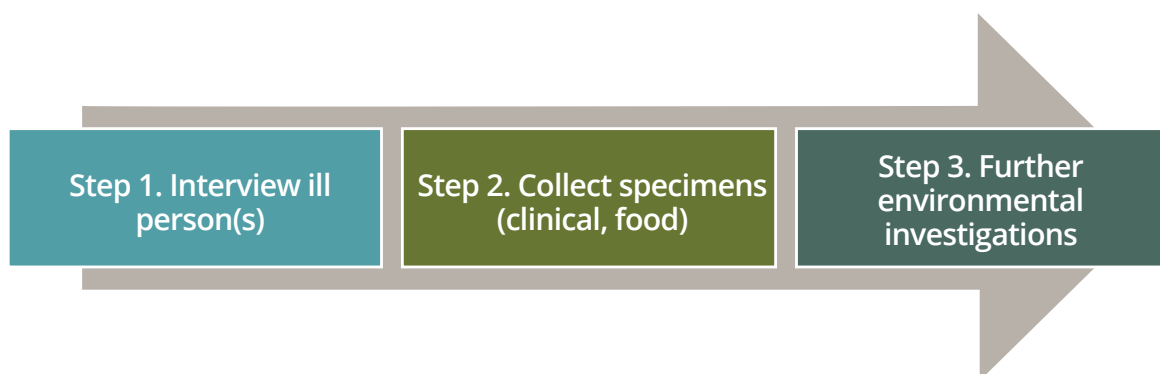 Step 1. Interview ill
person(s)
Step 2. Collect specimens
(clinical, food)
Step 3. Further
environmental
investigations